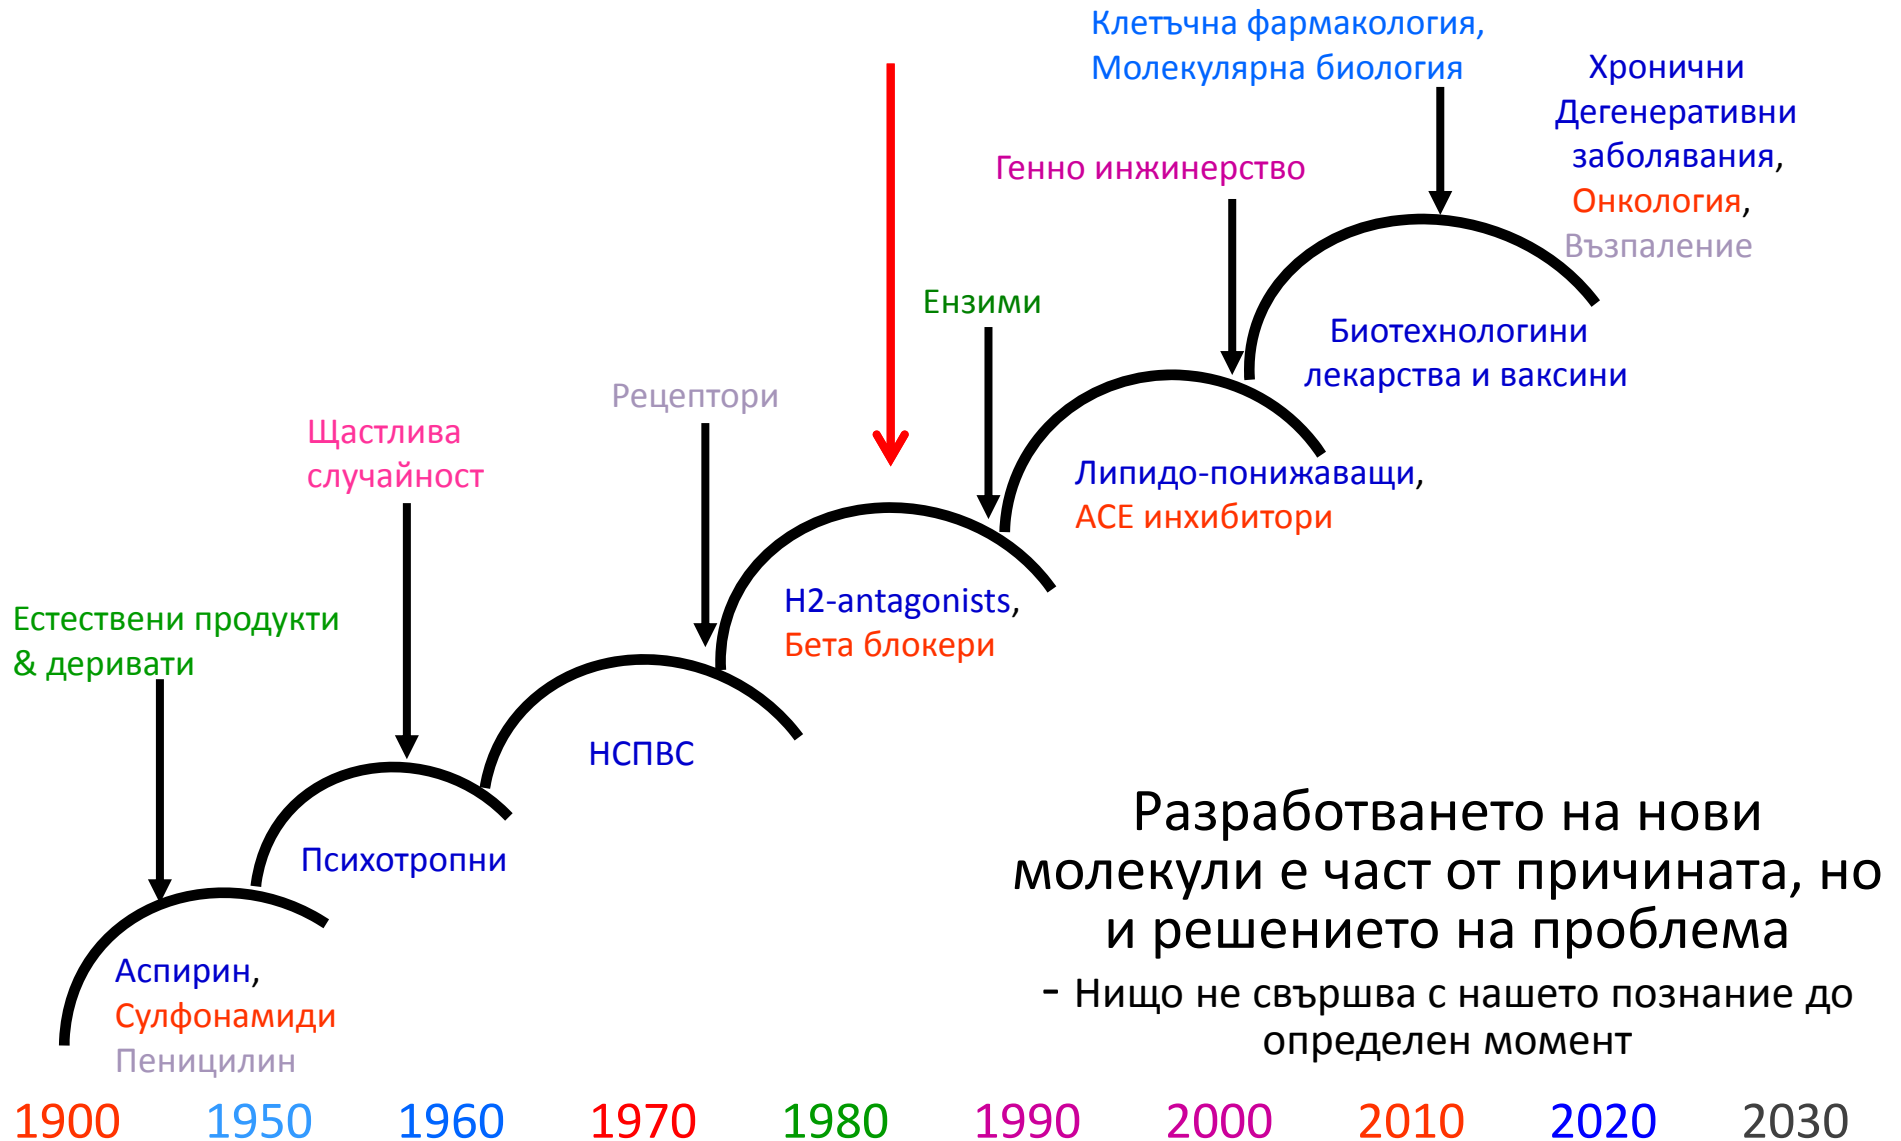 Клетъчна фармакология,
Молекулярна биология
Хронични
Дегенеративни
заболявания,
Онкология,
Възпаление
Генно инжинерство
Ензими
Биотехнологини
лекарства и ваксини
Рецептори
Щастлива
случайност
Липидо-понижаващи,
ACE инхибитори
H2-antagonists,
Бета блокери
Естествени продукти
& деривати
НСПВС
Психотропни
Разработването на нови
молекули е част от причината, но
и решението на проблема
- Нищо не свършва с нашето познание до
определен момент
Аспирин,
Сулфонамиди
Пеницилин
1900 1950 1960 1970 1980 1990 2000 2010 2020 2030